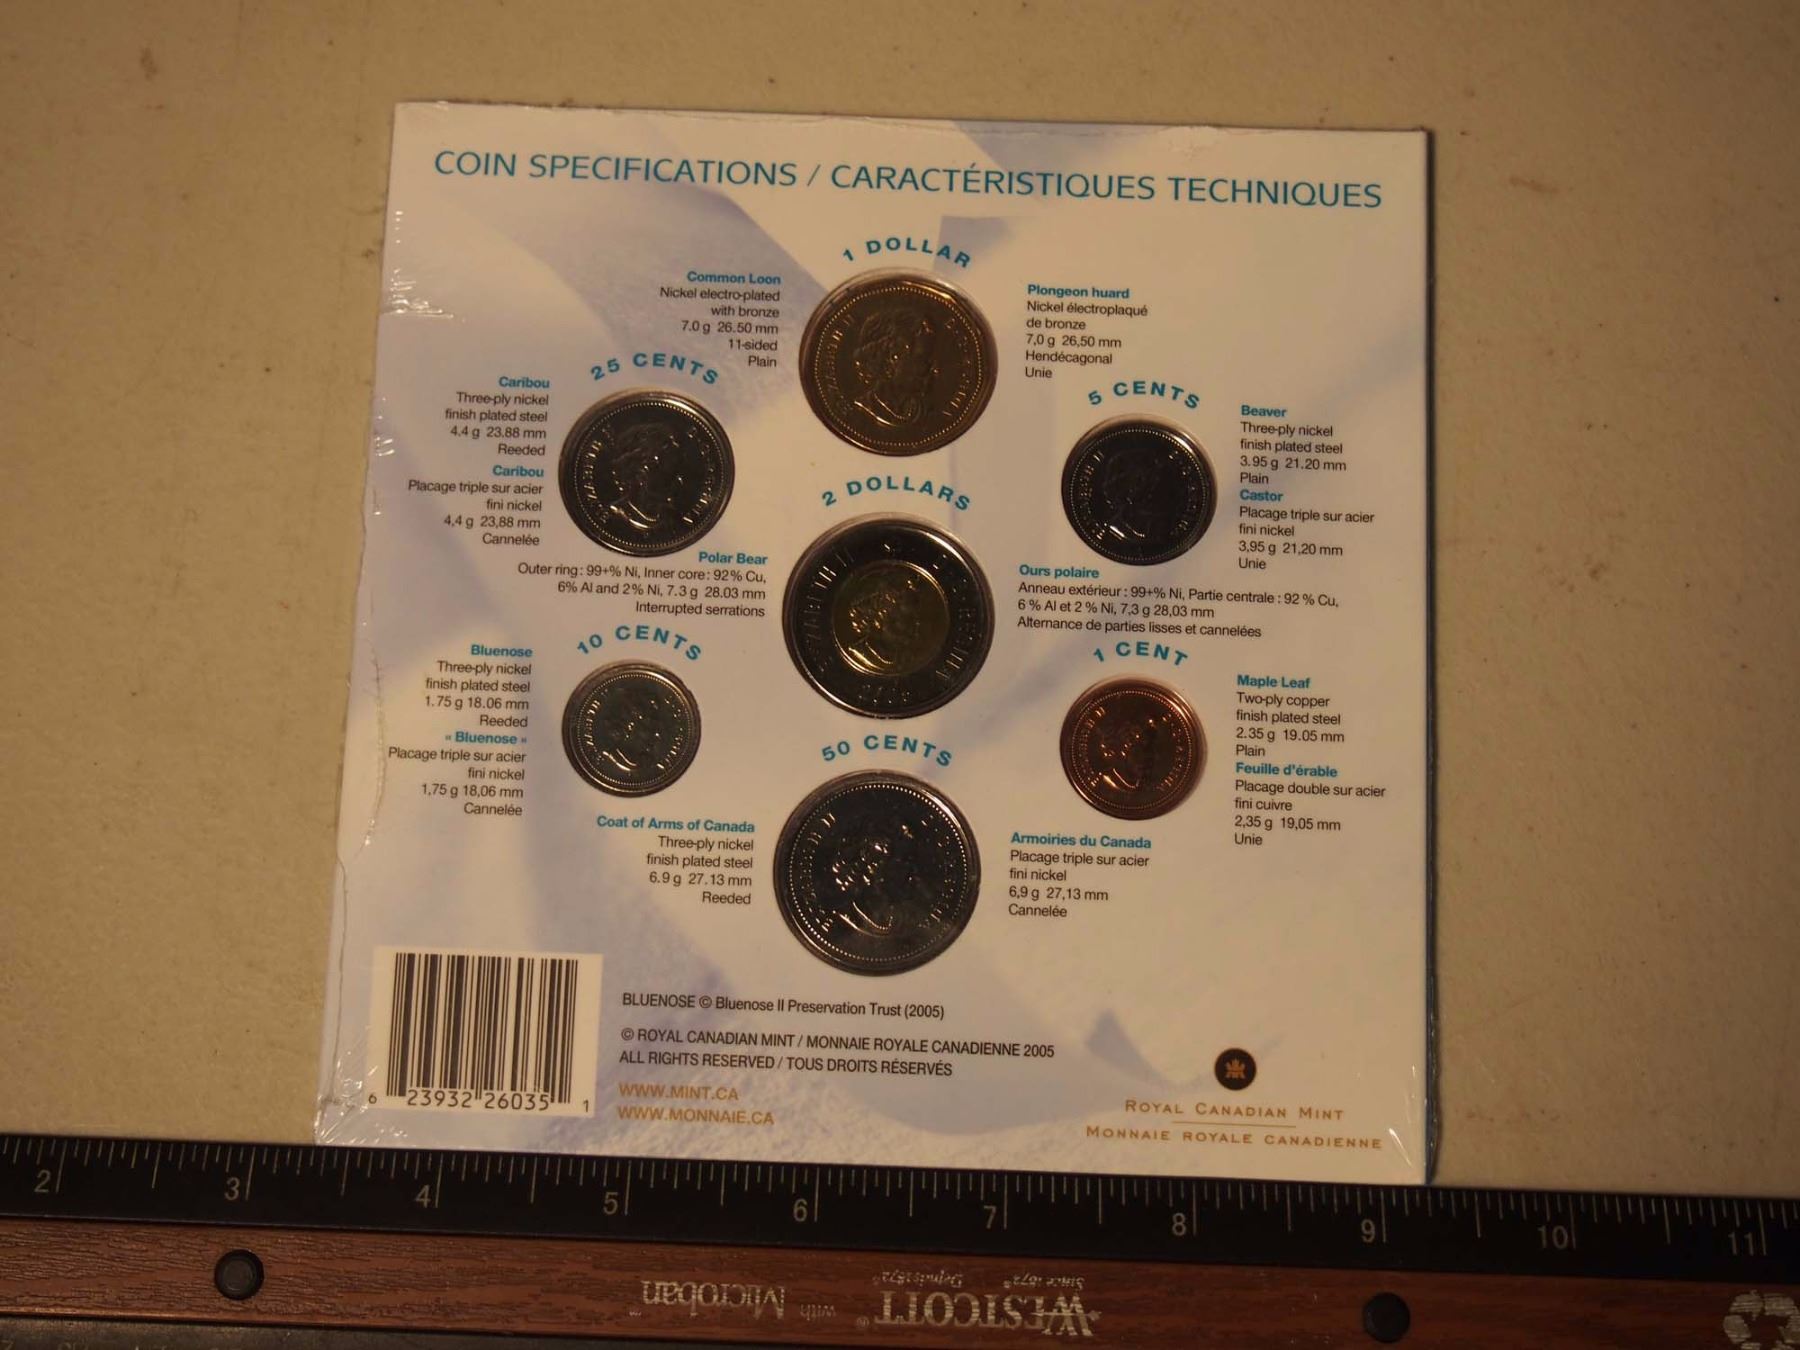 COIN SPECIFICATIONS / CARACTÉRISTIQUES TECHNIQUES
1 DOLLAR
Common Loon
Nickel electro-plated
with bronze
7.0 g 26.50 mm
11-sided
Plain
Plongeon huard
Nickel électroplaqué
de bronze
7,0 g 26,50 mm
Hendécagonal
Unie
25 CENTS
Caribou
Three-ply nickel
finish plated steel
4.4 g 23.88 mm
Reeded
Caribou
Placage triple sur acier
fini nickel
4,4 g 23,88 mm
Cannelée
5 CENTS
Beaver
Three-ply nickel
finish plated steel
3.95 g 21.20 mm
Plain
Castor
Placage triple sur acier
fini nickel
3,95 g 21,20 mm
Unie
2 DOLLARS
Polar Bear
Outer ring: 99+% Ni, Inner core: 92% Cu,
6% Al and 2% Ni, 7.3 g 28.03 mm
Interrupted serrations
Ours polaire
Anneau extérieur : 99+% Ni, Partie centrale : 92 % Cu,
6 % Al et 2 % Ni, 7,3 g 28,03 mm
Alternance de parties lisses et cannelées
ELIZABETH II
10 CENTS
Bluenose
Three-ply nickel
finish plated steel
1.75 g 18.06 mm
Reeded
« Bluenose »
Placage triple sur acier
fini nickel
1,75 g 18,06 mm
Cannelée
1 CENT
Maple Leaf
Two-ply copper
finish plated steel
2.35 g 19.05 mm
Plain
Feuille d'érable
Placage double sur acier
fini cuivre
2,35 g 19,05 mm
Unie
50 CENTS
Coat of Arms of Canada
Three-ply nickel
finish plated steel
6.9 g 27.13 mm
Reeded
Armoiries du Canada
Placage triple sur acier
fini nickel
6,9 g 27,13 mm
Cannelée
BLUENOSE © Bluenose II Preservation Trust (2005)
© ROYAL CANADIAN MINT / MONNAIE ROYALE CANADIENNE 2005
ALL RIGHTS RESERVED / TOUS DROITS RÉSERVÉS
WWW.MINT.CA
WWW.MONNAIE.CA
6 23932 26035 1
ROYAL CANADIAN MINT
MONNAIE ROYALE CANADIENNE
2 3 4 5 6 7 8 9 10 11
WESTCOTT® with Microban™
Since 1872® Depuis 1872®